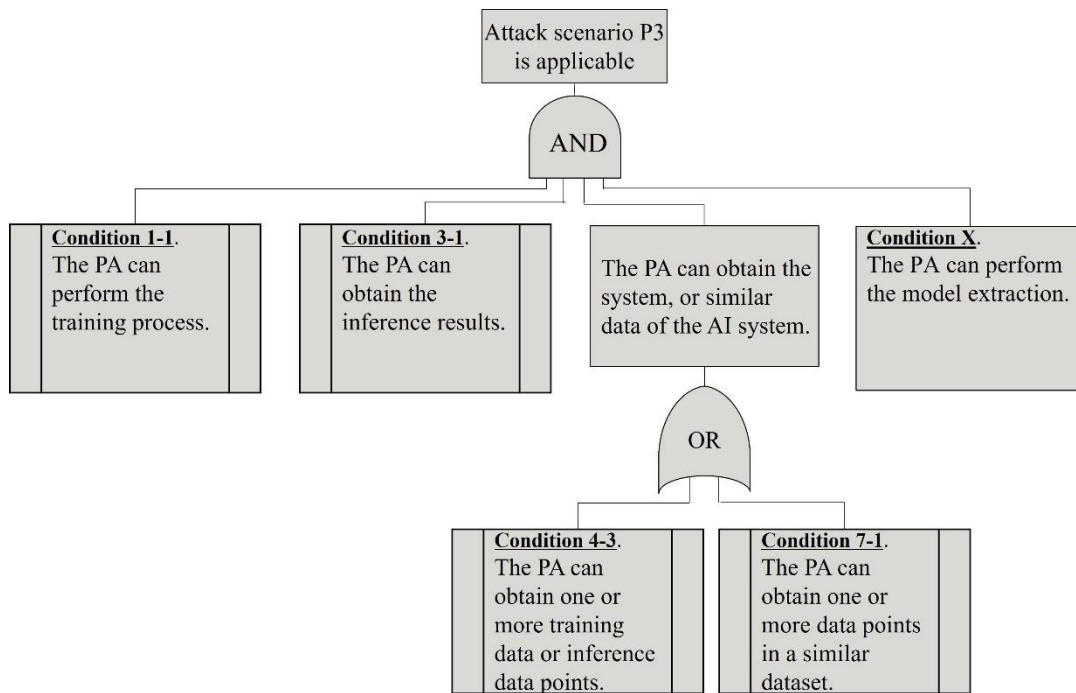 Attack scenario P3
is applicable
AND
Condition 1-1.
The PA can
perform the
training process.
Condition 3-1.
The PA can
obtain the
inference results.
The PA can obtain the
system, or similar
data of the AI system.
Condition X.
The PA can perform
the model extraction.
OR
Condition 4-3.
The PA can
obtain one or
more training
data or inference
data points.
Condition 7-1.
The PA can
obtain one or
more data points
in a similar
dataset.